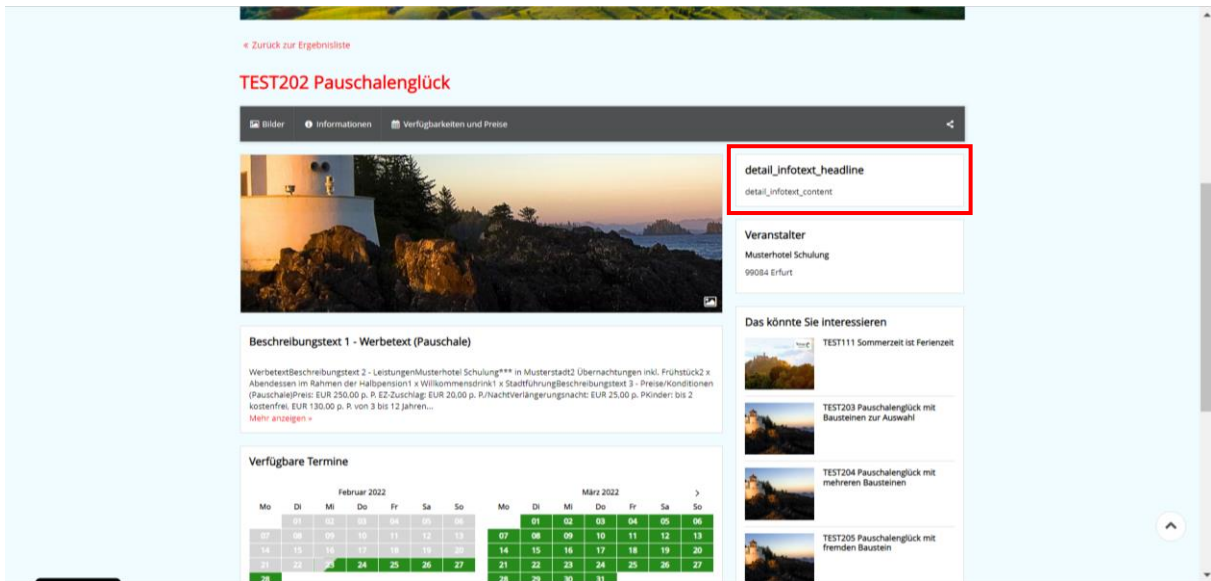 « Zurück zur Ergebnisliste
TEST202 Pauschalenglück
Bilder Informationen Verfügbarkeiten und Preise
detail_infotext_headline
detail_infotext_content
Veranstalter
Musterhotel Schulung
99084 Erfurt
Beschreibungstext 1 - Werbetext (Pauschale)
WerbetextBeschreibungstext 2 - LeistungenMusterhotel Schulung*** in Musterstadt2 Übernachtungen inkl. Frühstück2 x
Abendessen im Rahmen der Halbpension1 x Willkommensdrink1 x StadtführungBeschreibungstext 3 - Preise/Konditionen
(Pauschale)Preis: EUR 250,00 p. P. EZ-Zuschlag: EUR 20,00 p. P./NachtVerlängerungsnacht: EUR 25,00 p. PKinder: bis 2
kostenfrei, EUR 130,00 p. P. von 3 bis 12 Jahren...
Mehr anzeigen »
Das könnte Sie interessieren
TEST111 Sommerzeit ist Ferienzeit
TEST203 Pauschalenglück mit
Bausteinen zur Auswahl
TEST204 Pauschalenglück mit
mehreren Bausteinen
TEST205 Pauschalenglück mit
fremden Baustein
Verfügbare Termine
Februar 2022
Mo Di Mi Do Fr Sa So
01 02 03 04 05 06
07 08 09 10 11 12 13
14 15 16 17 18 19 20
21 22 23 24 25 26 27
28
März 2022
Mo Di Mi Do Fr Sa So
01 02 03 04 05 06
07 08 09 10 11 12 13
14 15 16 17 18 19 20
21 22 23 24 25 26 27
28 29 30 31